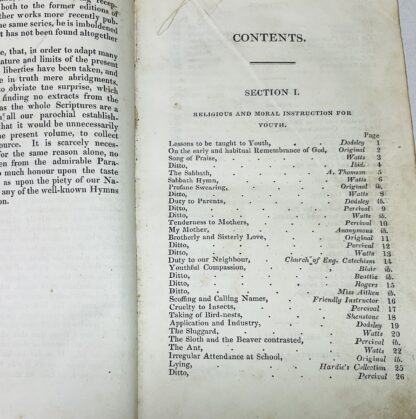 both to the former editions of
ther works more recently pub-
he same series, he is imboldened
t has not been found altogether
e, that, in order to adapt many
ature and limits of the present
liberties have been taken, and
e in truth mere abridgments.
to obviate the surprise, which
finding no extracts from the
as the whole Scriptures are a
all our parochial establish-
that it would be unnecessarily
e present volume, to collect
ource. It is scarcely neces-
for the same reason alone, no
en from the admirable Para-
o much honour upon the taste
as upon the piety of our Na-
any of the well-known Hymns
on.
CONTENTS.
SECTION I.
RELIGIOUS AND MORAL INSTRUCTION FOR
YOUTH.
Page
Lessons to be taught to Youth, Dodsley 1
On the early and habitual Remembrance of God, Original 2
Song of Praise, Watts 3
Ditto, Ibid. 4
The Sabbath, A. Thomson 5
Sabbath Hymn, Watts 6
Profane Swearing, Original ib.
Ditto, Watts 8
Duty to Parents, Dodsley ib.
Ditto, Percival 9
Ditto, Watts ib.
Tenderness to Mothers, Percival 10
My Mother, Anonymous ib.
Brotherly and Sisterly Love, Original 11
Ditto, Percival 12
Ditto, Watts 13
Duty to our Neighbour, Church of Eng. Catechism 14
Youthful Compassion, Blair ib.
Ditto, Beattie ib.
Ditto, Rogers 15
Ditto, Miss Aitken ib.
Scoffing and Calling Names, Friendly Instructor 16
Cruelty to Insects, Percival 17
Taking of Bird-nests, Shenstone 18
Application and Industry, Dodsley 19
The Sluggard, Watts 20
The Sloth and the Beaver contrasted, Percival ib.
The Ant, Watts 22
Irregular Attendance at School, Original ib.
Lying, Hardie's Collection 25
Ditto, Percival 26